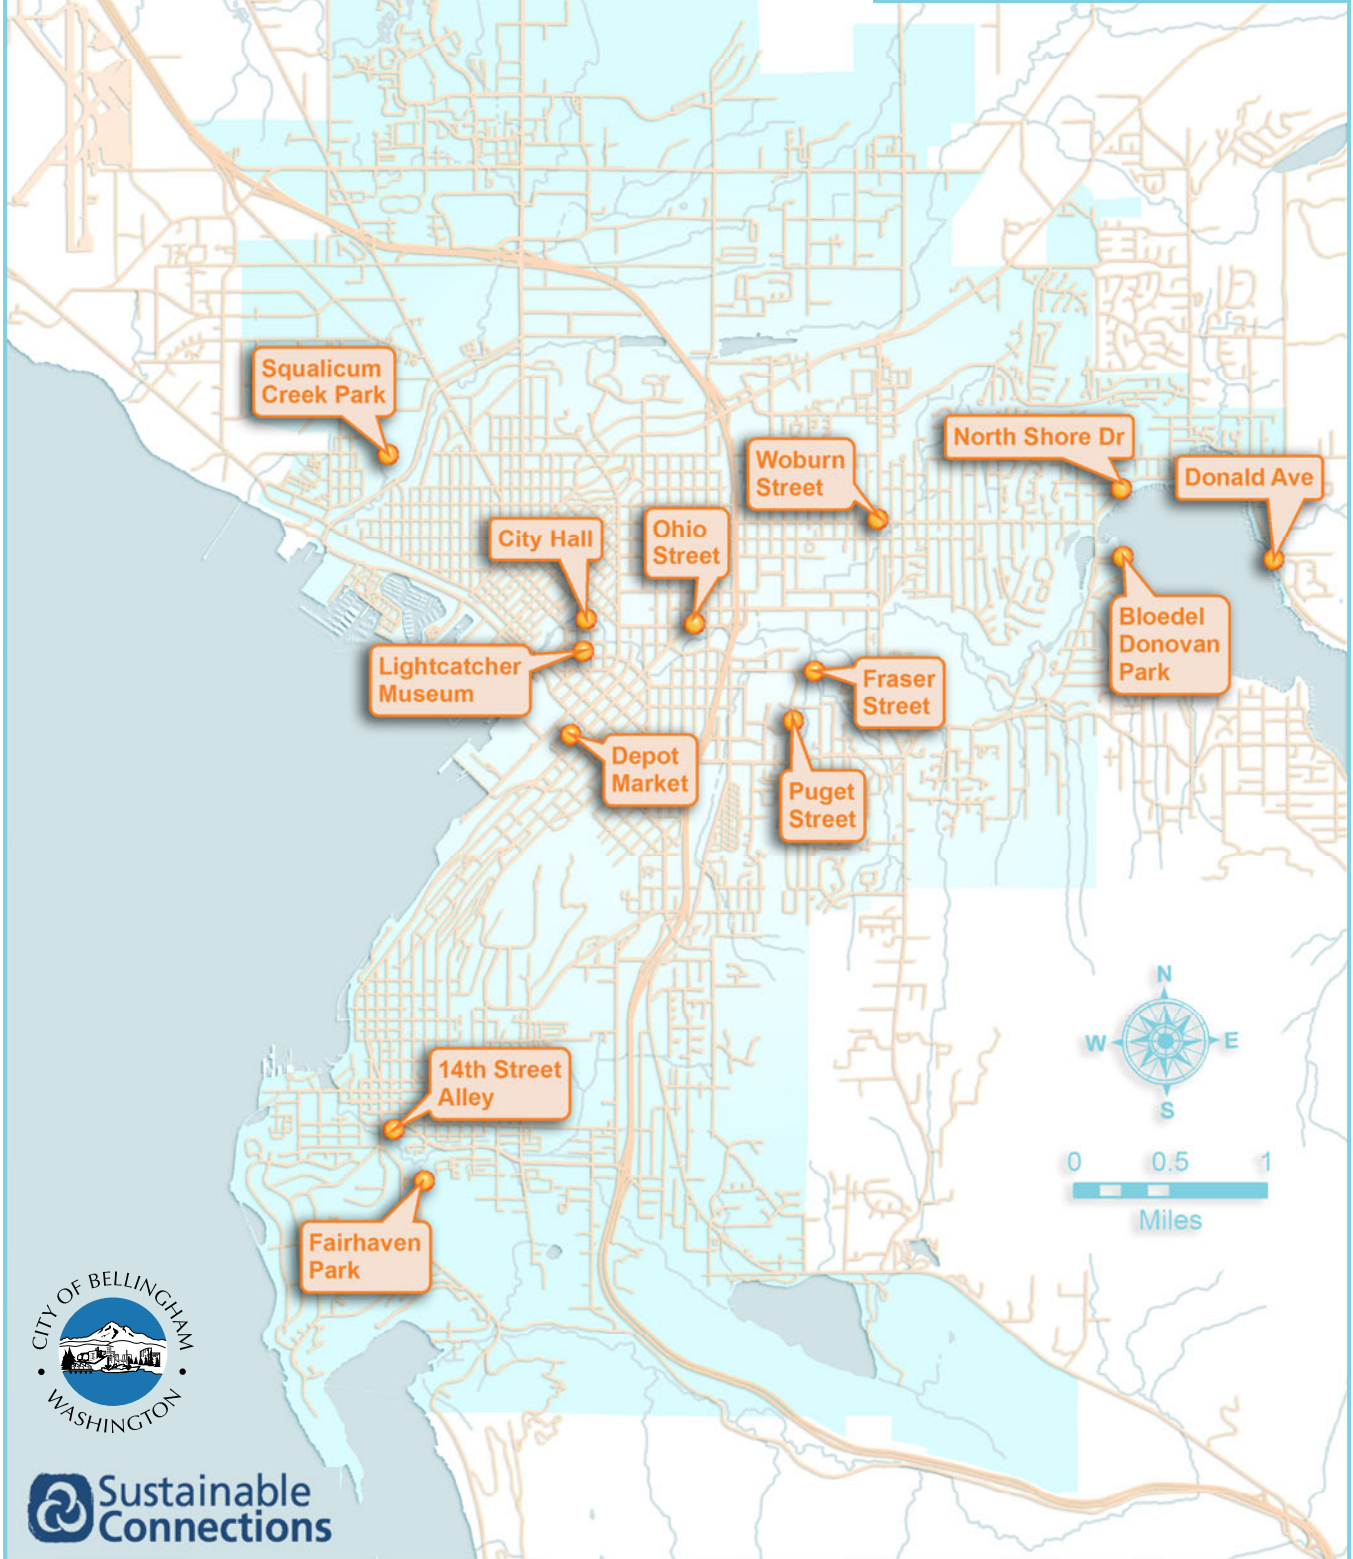 Squalicum
Creek Park
North Shore Dr
Woburn
Street
Donald Ave
City Hall
Ohio
Street
Bloedel
Donovan
Park
Lightcatcher
Museum
Fraser
Street
Depot
Market
Puget
Street
N
W
E
S
14th Street
Alley
0 0.5 1
Miles
Fairhaven
Park
CITY OF BELLINGHAM
• WASHINGTON •
Sustainable
Connections